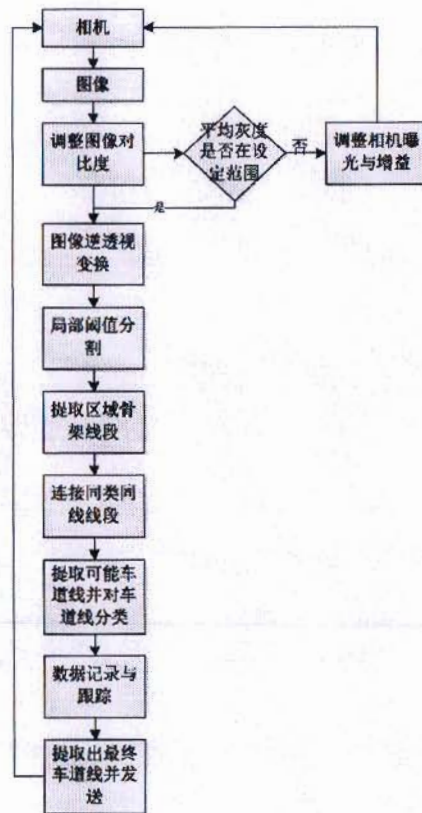 相机
图像
调整图像对
比度
平均灰度
是否在设
定范围
否
调整相机曝
光与增益
是
图像逆透视
变换
局部阈值分
割
提取区域骨
架线段
连接同类同
线线段
提取可能车
道线并对车
道线分类
数据记录与
跟踪
提取出最终
车道线并发
送